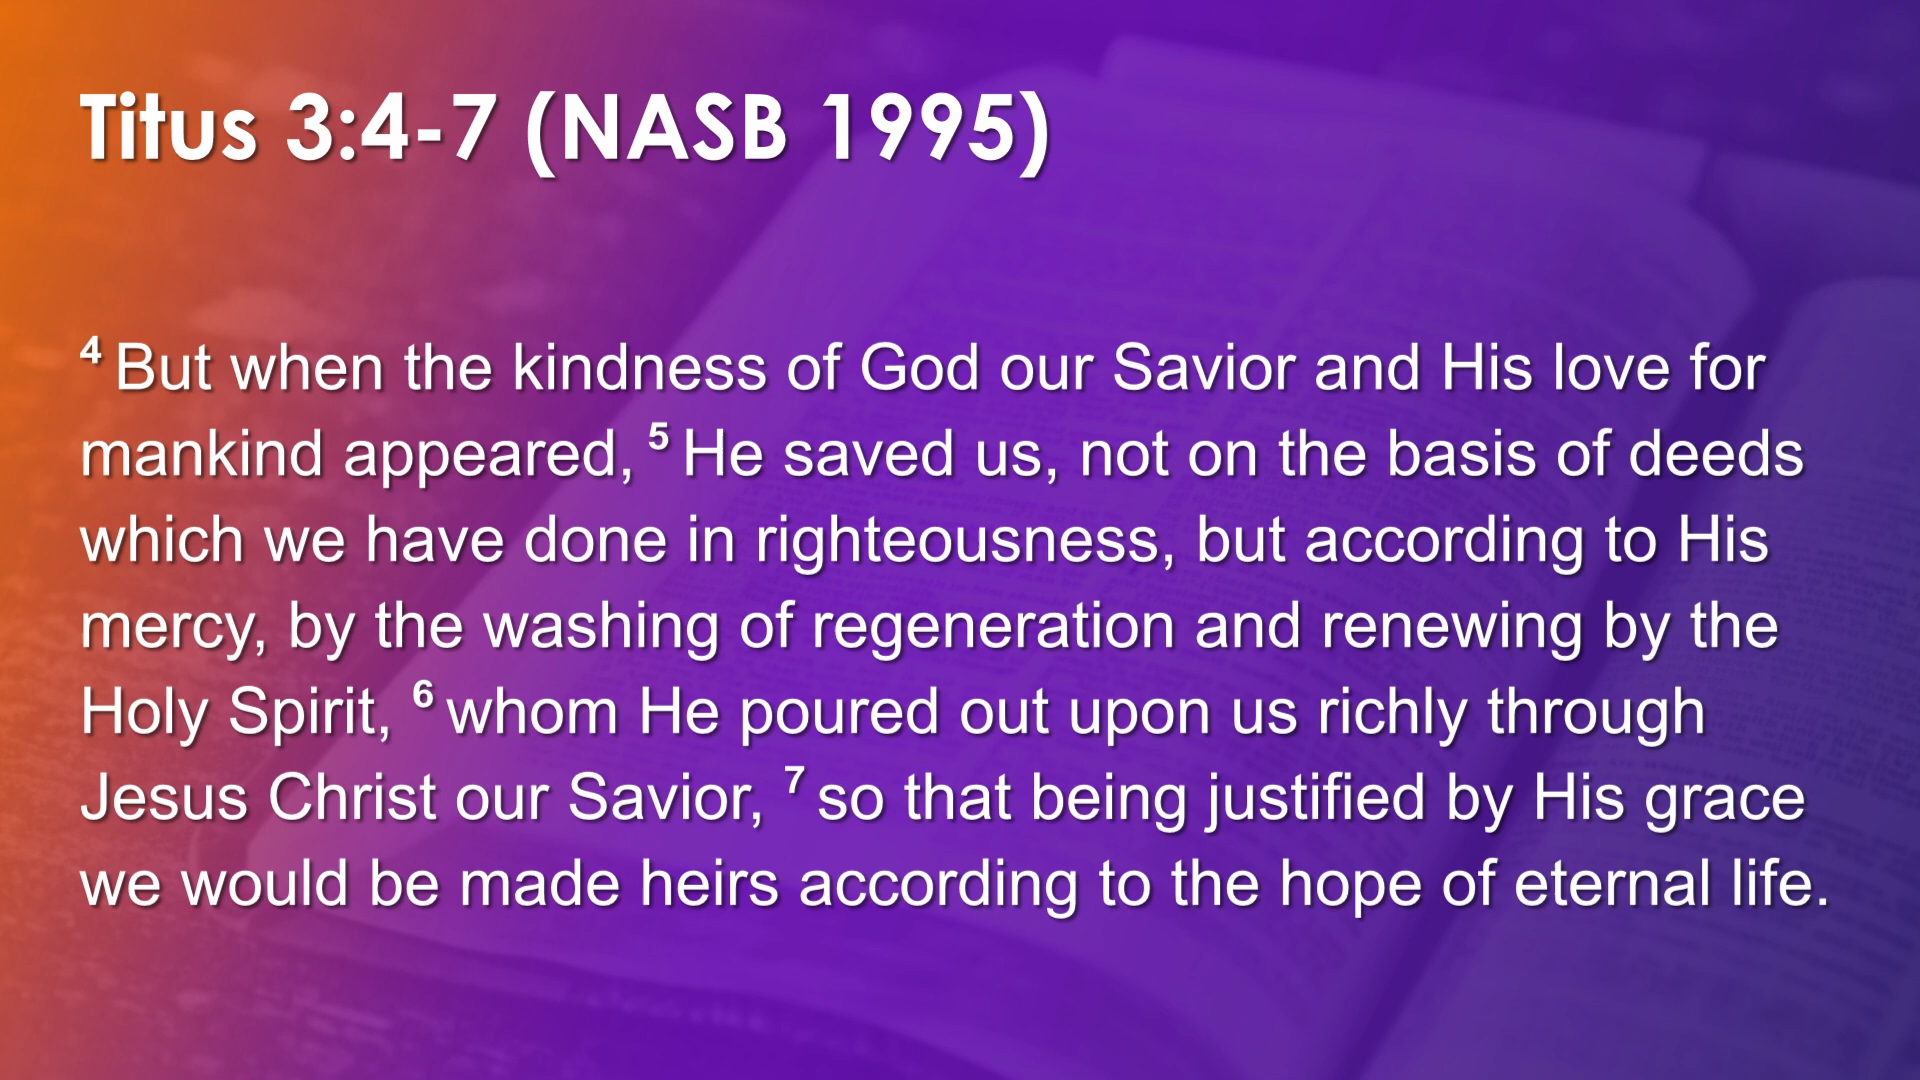 Titus 3:4-7 (NASB 1995)
4 But when the kindness of God our Savior and His love for
mankind appeared, 5 He saved us, not on the basis of deeds
which we have done in righteousness, but according to His
mercy, by the washing of regeneration and renewing by the
Holy Spirit, 6 whom He poured out upon us richly through
Jesus Christ our Savior, 7 so that being justified by His grace
we would be made heirs according to the hope of eternal life.